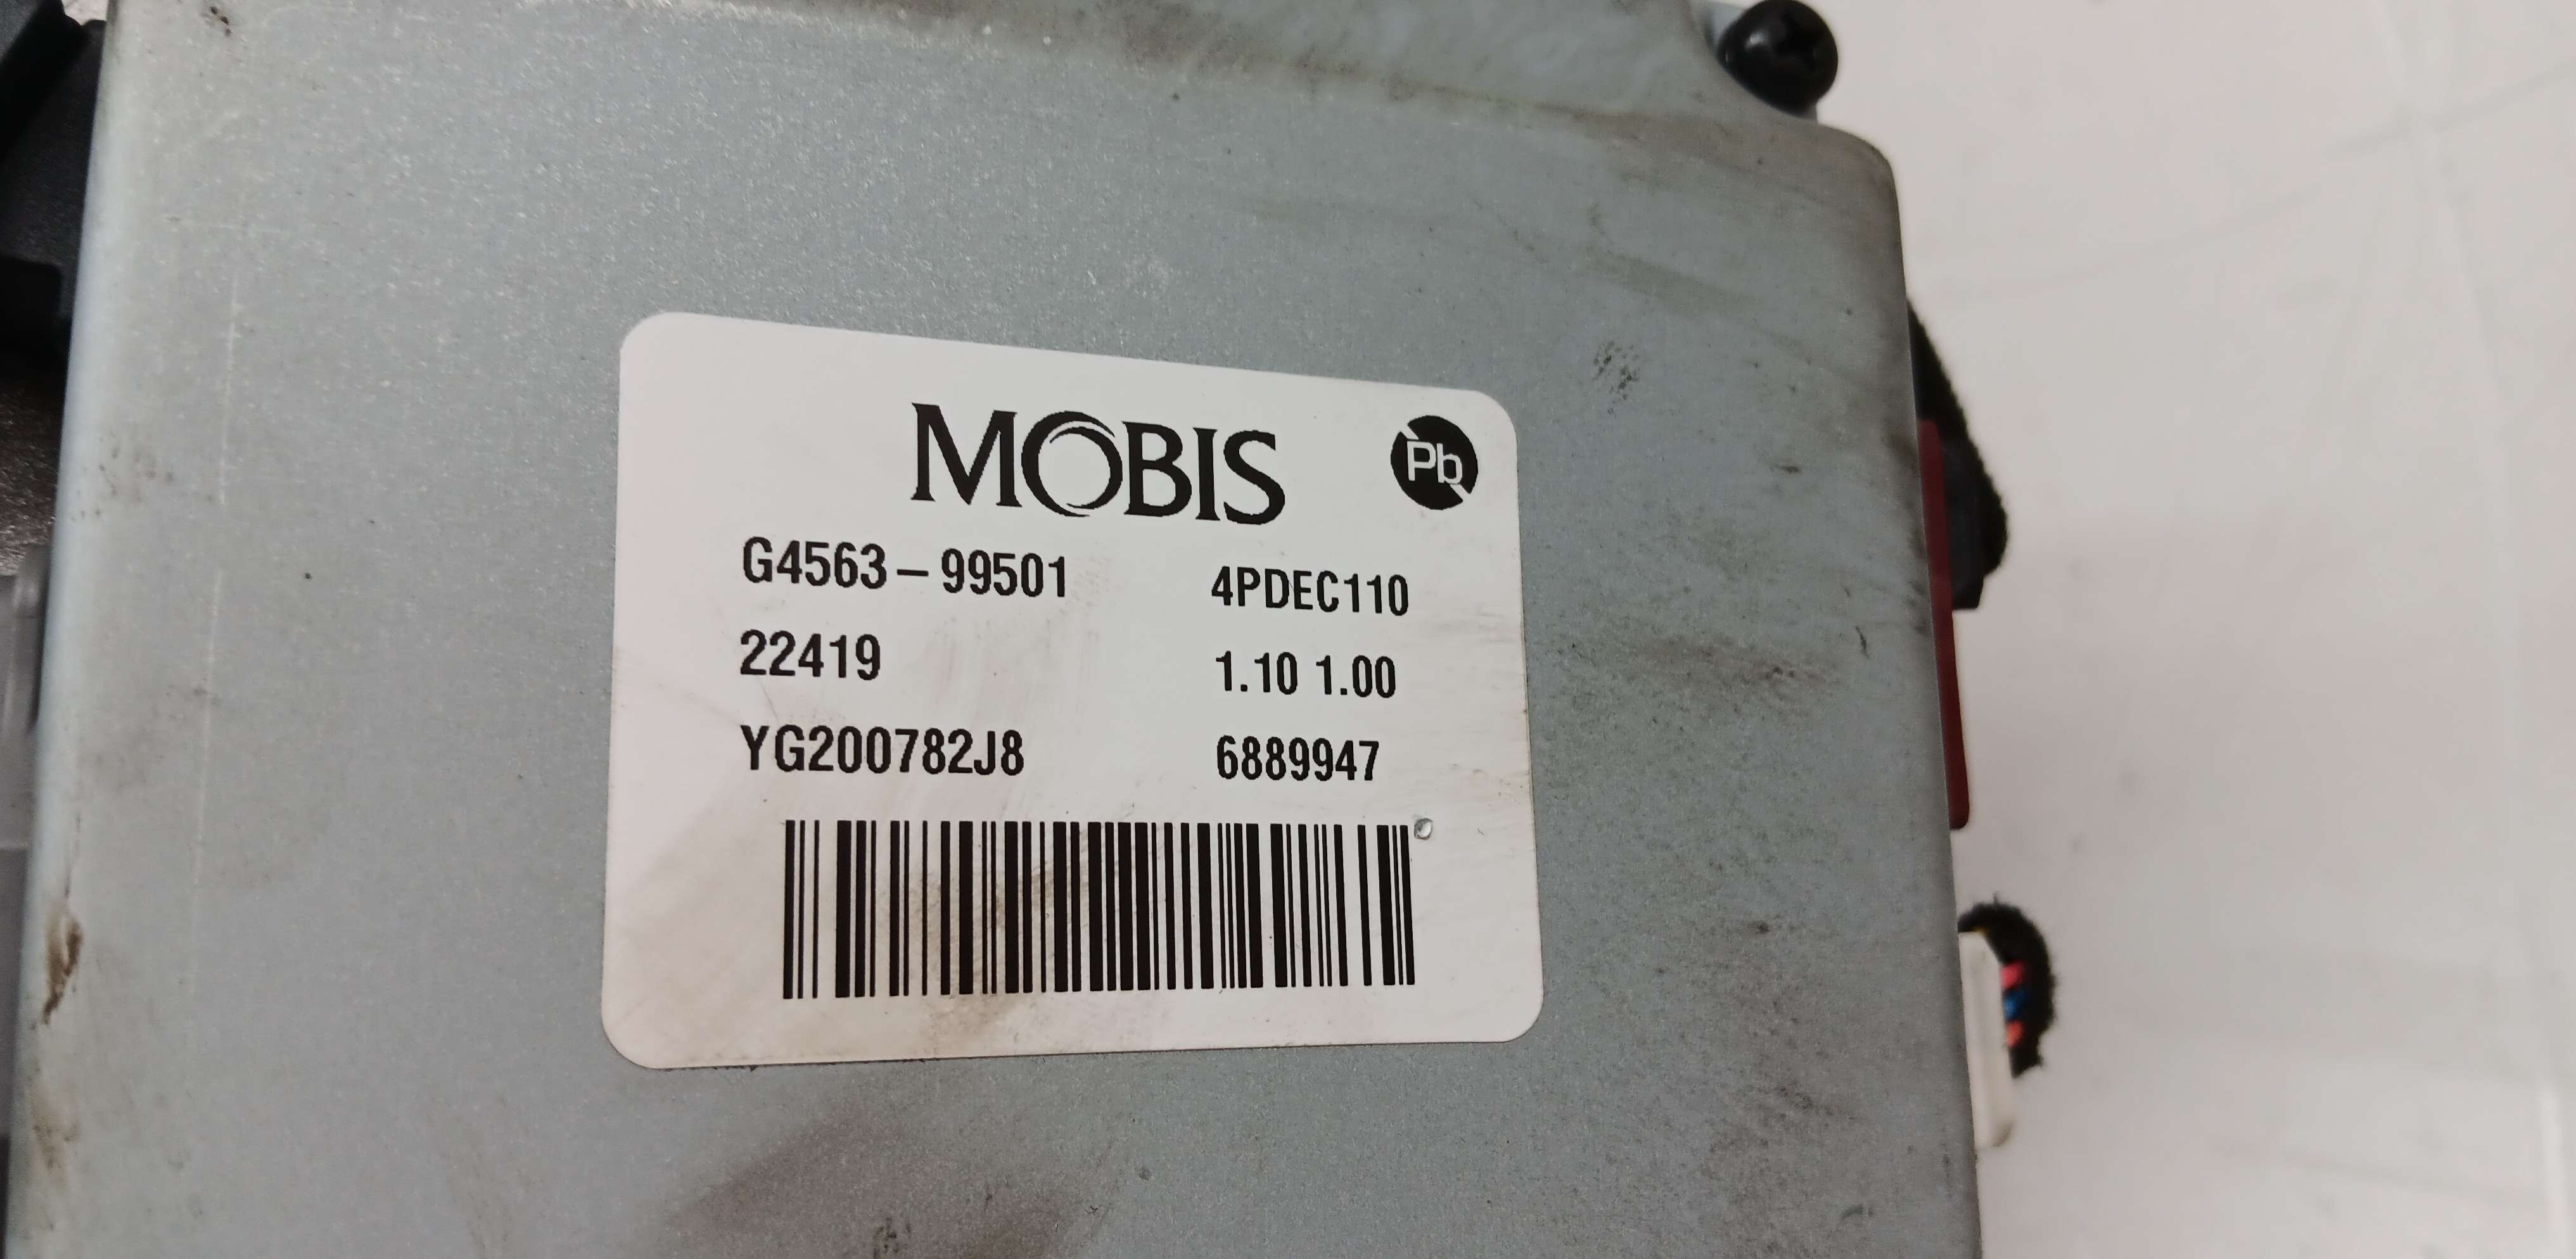 MOBIS Pb
G4563-99501 4PDEC110
22419 1.10 1.00
YG200782J8 6889947